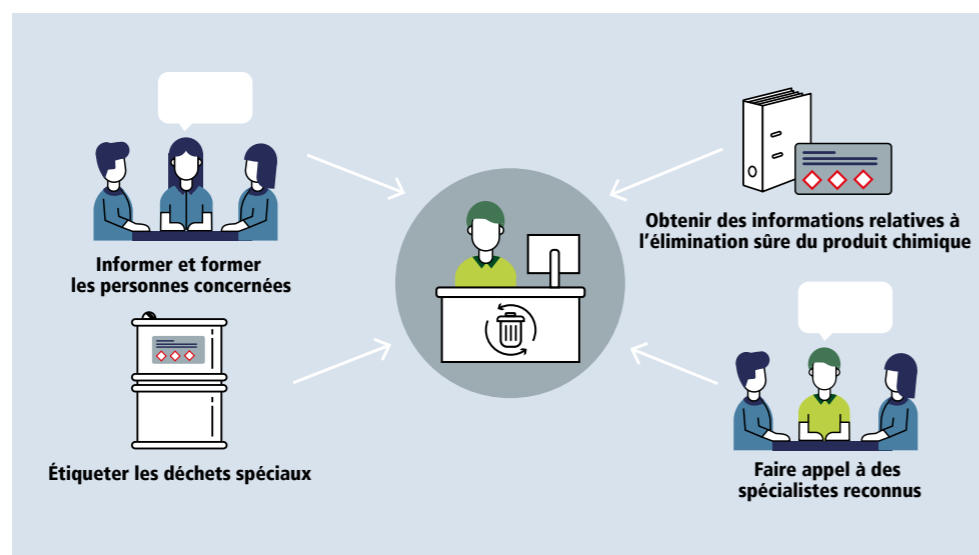 Informer et former
les personnes concernées
Obtenir des informations relatives à
l'élimination sûre du produit chimique
Étiqueter les déchets spéciaux
Faire appel à des
spécialistes reconnus